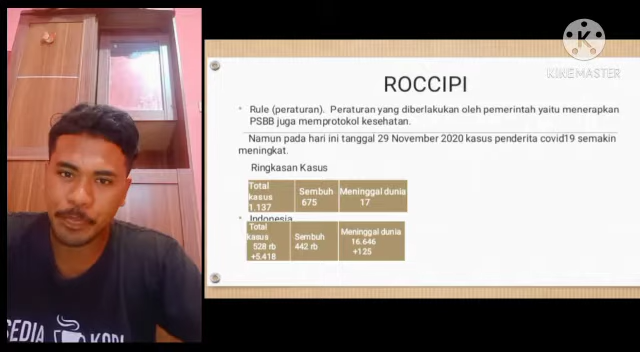 KINEMASTER
ROCCIPI
• Rule (peraturan). Peraturan yang diberlakukan oleh pemerintah yaitu menerapkan
PSBB juga memprotokol kesehatan.
Namun pada hari ini tanggal 29 November 2020 kasus penderita covid19 semakin
meningkat.
Ringkasan Kasus
Total kasus 1.137
Sembuh 675
Meninggal dunia 17
• Indonesia
Total kasus 528 rb +5.418
Sembuh 442 rb
Meninggal dunia 16.646 +125
SEDIA KOPI